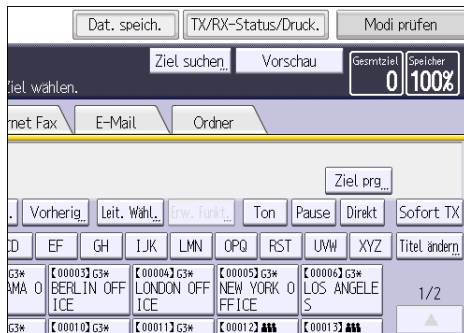 Dat. speich. TX/RX-Status/Druck. Modi prüfen
Ziel suchen Vorschau Gesmtziel 0 Speicher 100%
Ziel wählen.
rnet Fax E-Mail Ordner
Ziel prg.
. Vorherig. Leit. Wähl. Erw. Funkt. Ton Pause Direkt Sofort TX
CD EF GH IJK LMN OPQ RST UVW XYZ Titel ändern
G3* 【00003】G3* 【00004】G3* 【00005】G3* 【00006】G3*
AMA O BERLIN OFF LONDON OFF NEW YORK O LOS ANGELE
ICE ICE FFICE S
1/2
G3* 【00010】G3* 【00011】G3* 【00012】 【00013】